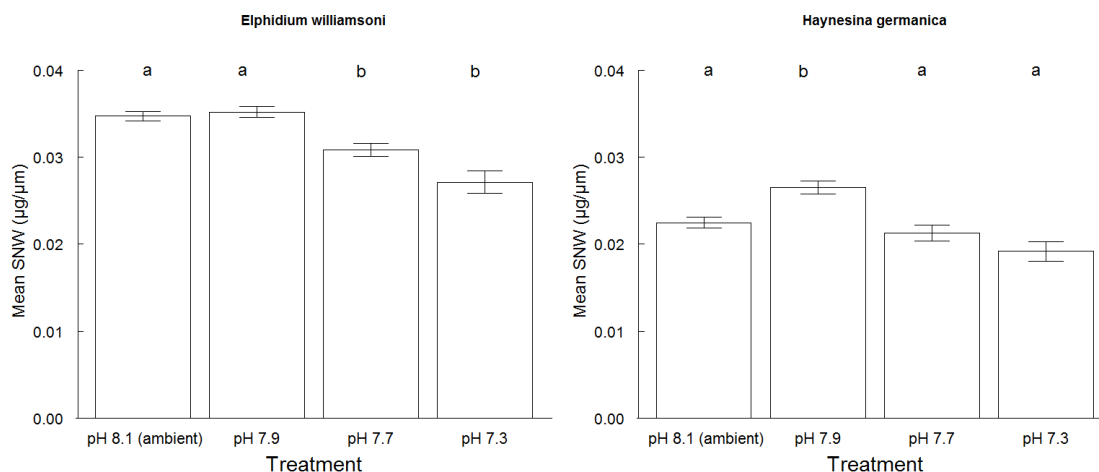 Elphidium williamsoni
a a b b
0.04
0.03
0.02
0.01
0.00
Mean SNW (µg/µm)
pH 8.1 (ambient) pH 7.9 pH 7.7 pH 7.3
Treatment
Haynesina germanica
a b a a
0.04
0.03
0.02
0.01
0.00
Mean SNW (µg/µm)
pH 8.1 (ambient) pH 7.9 pH 7.7 pH 7.3
Treatment